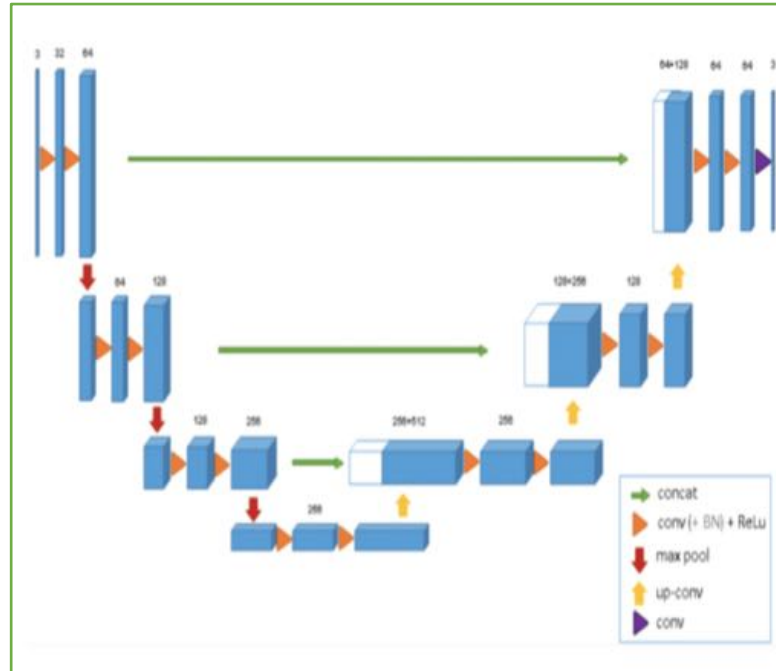 3 32 64
64+128 64 64 3
64 128
128+256 128
128 256
256+512 256
256
concat
conv (+ BN) + ReLu
max pool
up-conv
conv